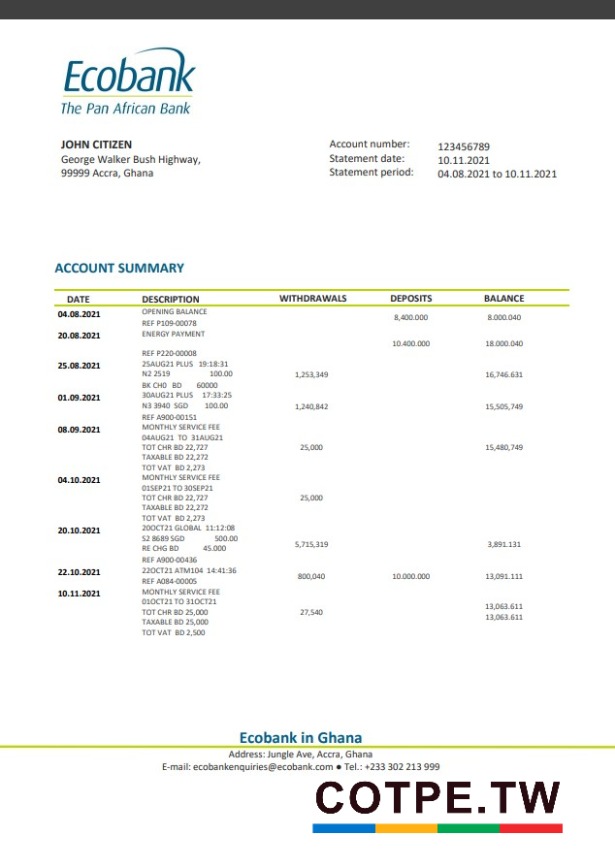 Ecobank
The Pan African Bank
JOHN CITIZEN
George Walker Bush Highway,
99999 Accra, Ghana
Account number: 123456789
Statement date: 10.11.2021
Statement period: 04.08.2021 to 10.11.2021
ACCOUNT SUMMARY
DATE DESCRIPTION WITHDRAWALS DEPOSITS BALANCE
04.08.2021 OPENING BALANCE
8,400.000 8.000.040
REF P109-00078
20.08.2021 ENERGY PAYMENT
10.400.000 18.000.040
REF P220-00008
25.08.2021 25AUG21 PLUS 19:18:31
N2 2519 100.00 1,253,349 16,746.631
BK CH0 BD 60000
01.09.2021 30AUG21 PLUS 17:33:25
N3 3940 SGD 100.00 1,240,842 15,505,749
REF A900-00151
08.09.2021 MONTHLY SERVICE FEE
04AUG21 TO 31AUG21
TOT CHR BD 22,727 25,000 15,480,749
TAXABLE BD 22,272
TOT VAT BD 2,273
04.10.2021 MONTHLY SERVICE FEE
01SEP21 TO 30SEP21
TOT CHR BD 22,727 25,000
TAXABLE BD 22,272
TOT VAT BD 2,273
20.10.2021 20OCT21 GLOBAL 11:12:08
S2 8689 SGD 500.00
5,715,319 3,891.131
RE CHG BD 45.000
REF A900-00436
22.10.2021 22OCT21 ATM104 14:41:36
800,040 10.000.000 13,091.111
REF A084-00005
10.11.2021 MONTHLY SERVICE FEE
01OCT21 TO 31OCT21 13,063.611
TOT CHR BD 25,000 27,540 13,063.611
TAXABLE BD 25,000
TOT VAT BD 2,500
Ecobank in Ghana
Address: Jungle Ave, Accra, Ghana
E-mail: ecobankenquiries@ecobank.com ● Tel.: +233 302 213 999
COTPE.TW